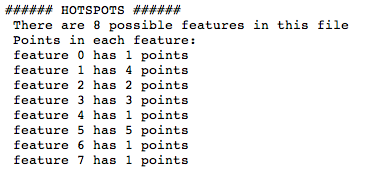 ###### HOTSPOTS ######
There are 8 possible features in this file
Points in each feature:
feature 0 has 1 points
feature 1 has 4 points
feature 2 has 2 points
feature 3 has 3 points
feature 4 has 1 points
feature 5 has 5 points
feature 6 has 1 points
feature 7 has 1 points